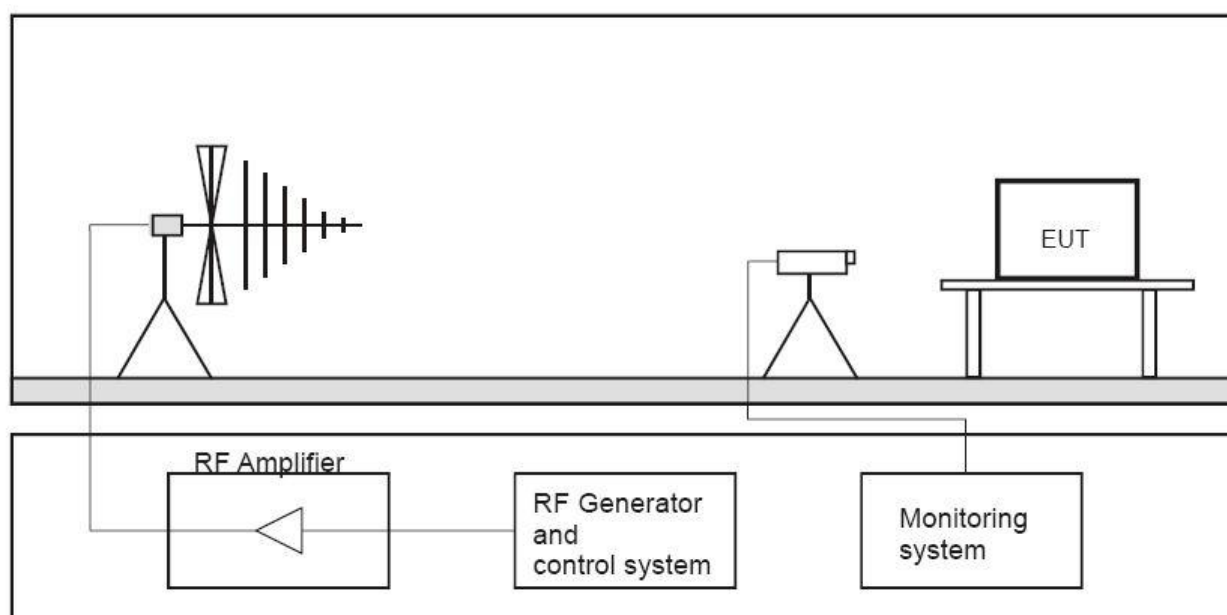 EUT
RF Amplifier
RF Generator
and
control system
Monitoring
system